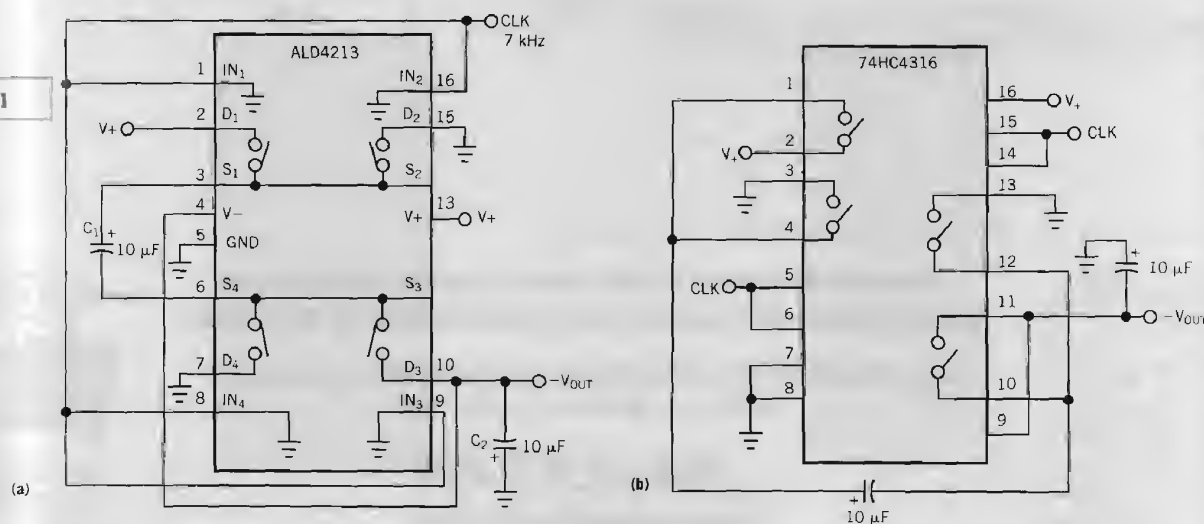 1
CLK
7 kHz
ALD4213
1 IN₁
IN₂ 16
2 D₁
D₂ 15
V+
3 S₁
S₂
4 V−
V+ 13 V+
C₁ +
10 µF
5 GND
6 S₄
S₃
7 D₄
D₃ 10
−VOUT
8 IN₄
IN₃ 9
C₂ +
10 µF
(a)
74HC4316
1
16 V+
15 CLK
14
2
V+
3
13
4
12
+
10 µF
CLK
5
11
−VOUT
6
7
10
8
9
(b)
+
10 µF